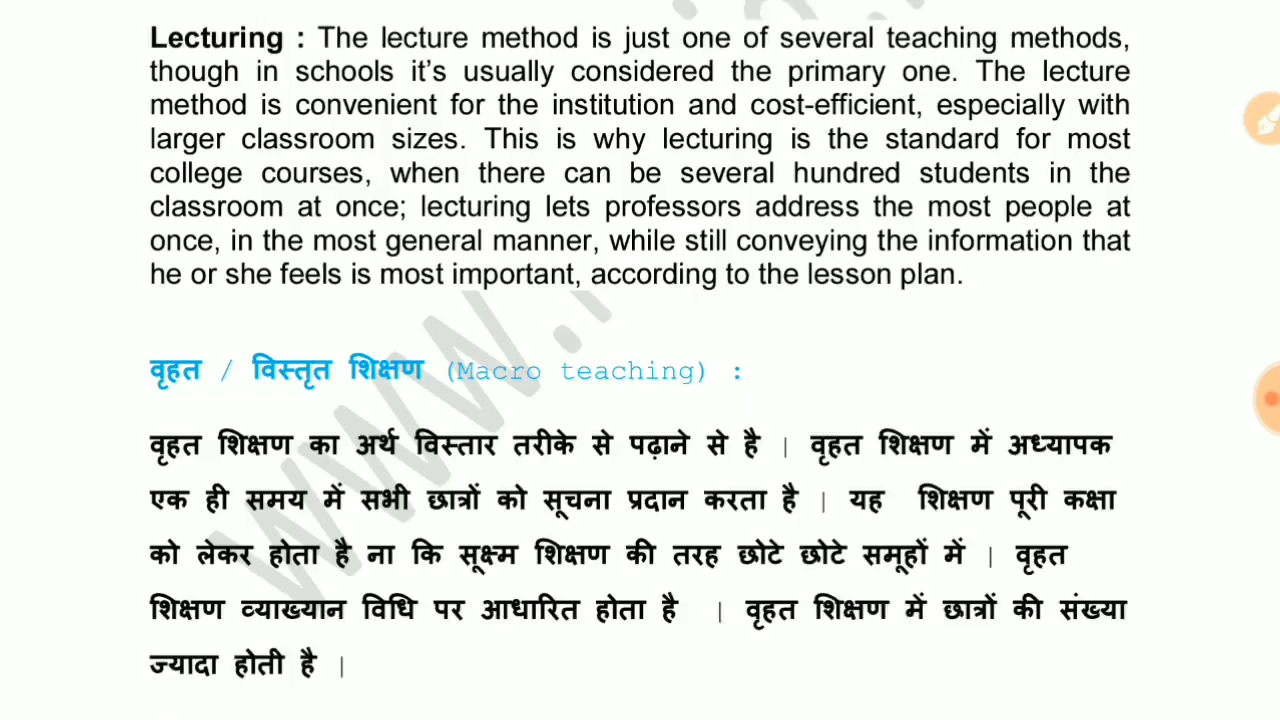 Lecturing : The lecture method is just one of several teaching methods,
though in schools it's usually considered the primary one. The lecture
method is convenient for the institution and cost-efficient, especially with
larger classroom sizes. This is why lecturing is the standard for most
college courses, when there can be several hundred students in the
classroom at once; lecturing lets professors address the most people at
once, in the most general manner, while still conveying the information that
he or she feels is most important, according to the lesson plan.
वृहत / विस्तृत शिक्षण (Macro teaching) :
वृहत शिक्षण का अर्थ विस्तार तरीके से पढ़ाने से है | वृहत शिक्षण में अध्यापक
एक ही समय में सभी छात्रों को सूचना प्रदान करता है | यह शिक्षण पूरी कक्षा
को लेकर होता है ना कि सूक्ष्म शिक्षण की तरह छोटे छोटे समूहों में | वृहत
शिक्षण व्याख्यान विधि पर आधारित होता है | वृहत शिक्षण में छात्रों की संख्या
ज्यादा होती है |
www.